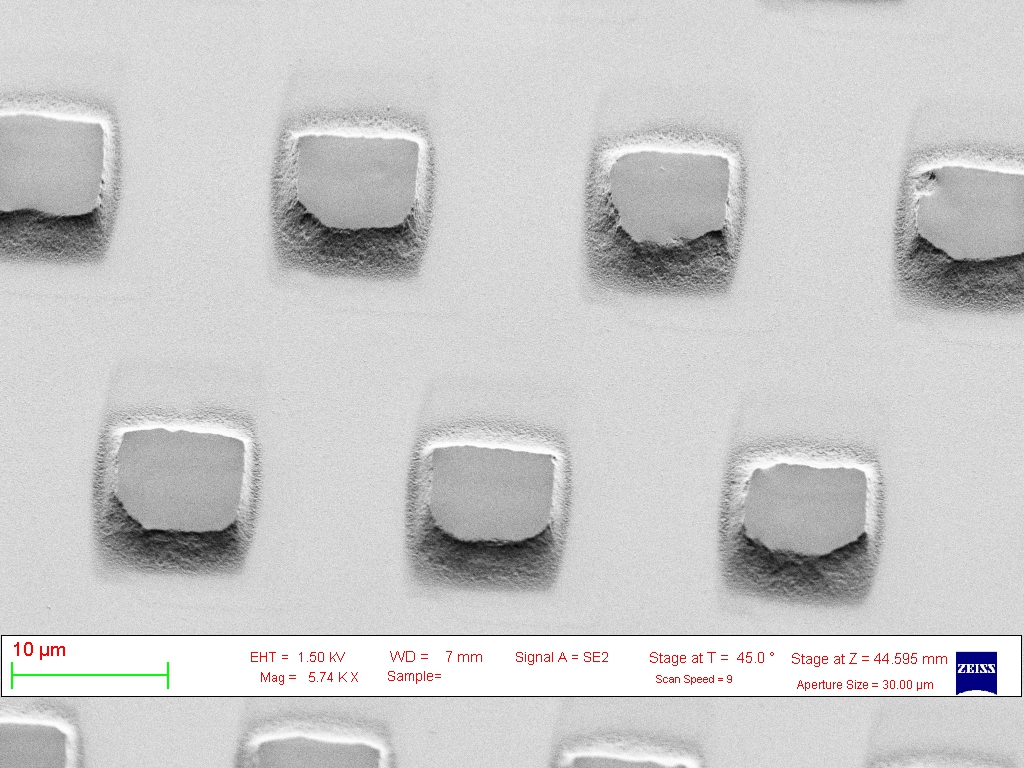 10 µm
EHT = 1.50 kV WD = 7 mm Signal A = SE2 Stage at T = 45.0 ° Stage at Z = 44.595 mm
Mag = 5.74 K X Sample= Scan Speed = 9 Aperture Size = 30.00 µm
ZEISS